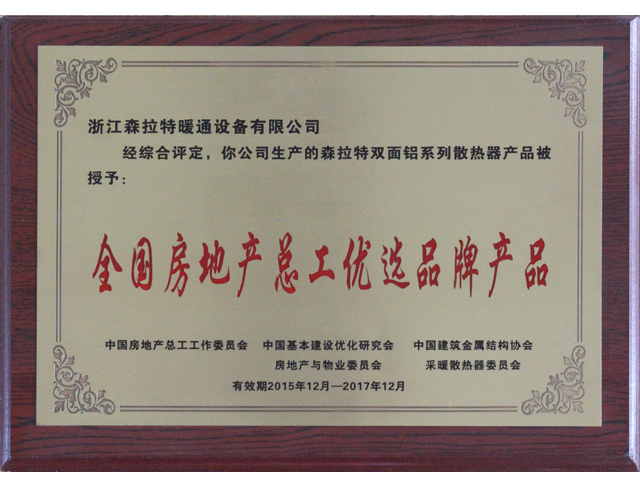 浙江森拉特暖通设备有限公司
经综合评定，你公司生产的森拉特双面铝系列散热器产品被
授予：
全国房地产总工优选品牌产品
中国房地产总工工作委员会 中国基本建设优化研究会 中国建筑金属结构协会
房地产与物业委员会 采暖散热器委员会
有效期2015年12月—2017年12月